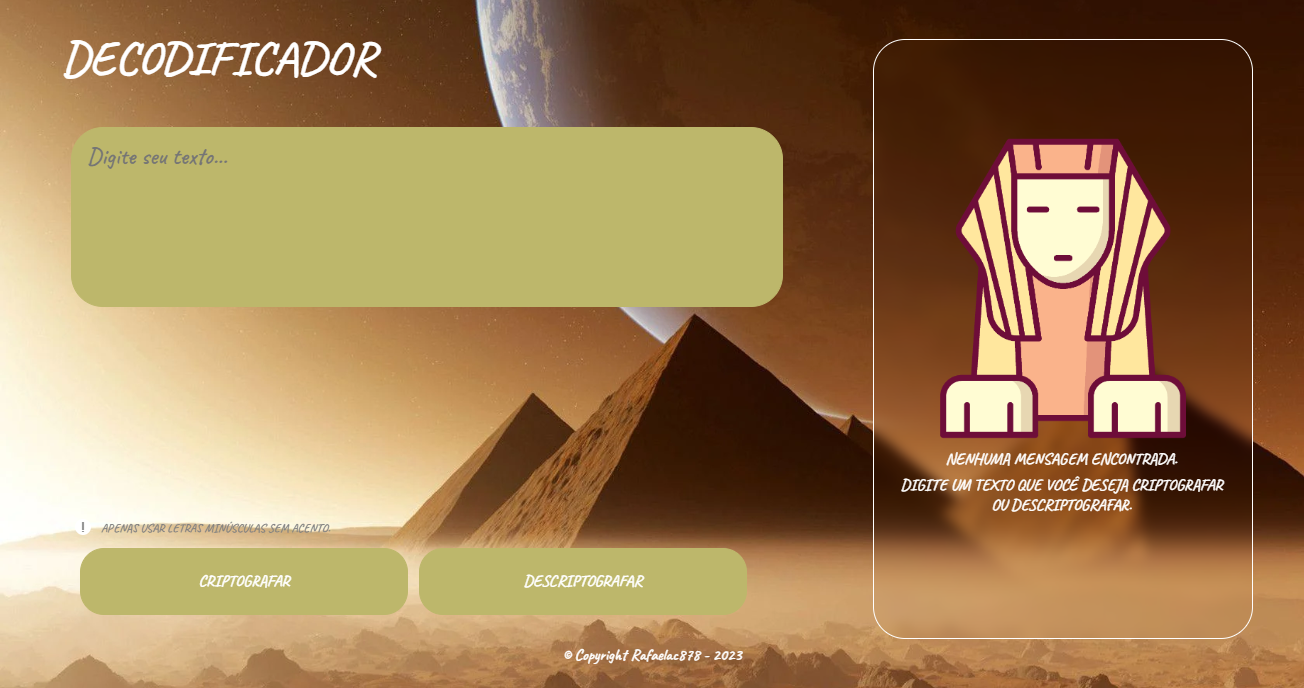 DECODIFICADOR
Digite seu texto...
! APENAS USAR LETRAS MINÚSCULAS SEM ACENTO.
CRIPTOGRAFAR
DESCRIPTOGRAFAR
NENHUMA MENSAGEM ENCONTRADA.
DIGITE UM TEXTO QUE VOCÊ DESEJA CRIPTOGRAFAR
OU DESCRIPTOGRAFAR.
© Copyright Rafaelac878 - 2023